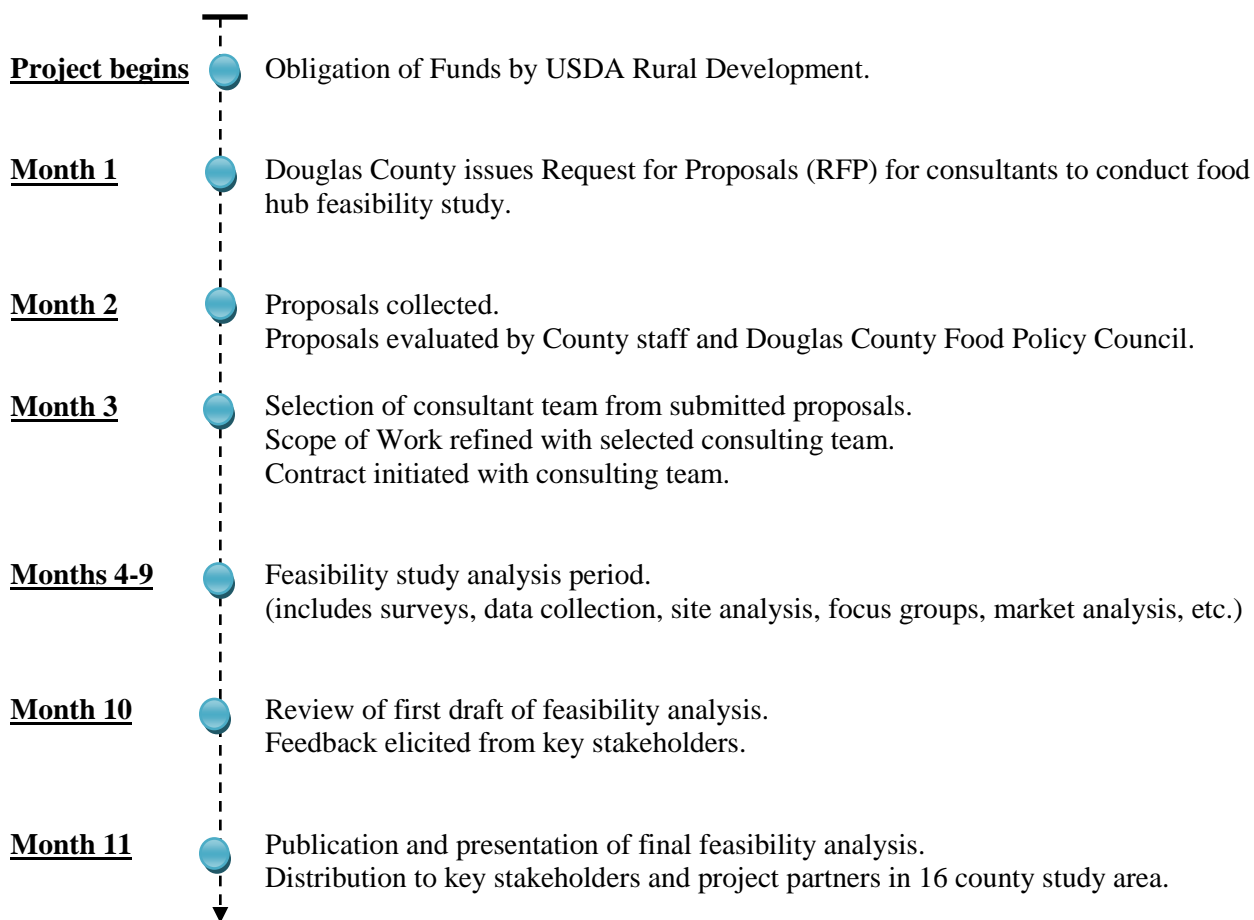 Project begins Obligation of Funds by USDA Rural Development.
Month 1 Douglas County issues Request for Proposals (RFP) for consultants to conduct food
hub feasibility study.
Month 2 Proposals collected.
Proposals evaluated by County staff and Douglas County Food Policy Council.
Month 3 Selection of consultant team from submitted proposals.
Scope of Work refined with selected consulting team.
Contract initiated with consulting team.
Months 4-9 Feasibility study analysis period.
(includes surveys, data collection, site analysis, focus groups, market analysis, etc.)
Month 10 Review of first draft of feasibility analysis.
Feedback elicited from key stakeholders.
Month 11 Publication and presentation of final feasibility analysis.
Distribution to key stakeholders and project partners in 16 county study area.